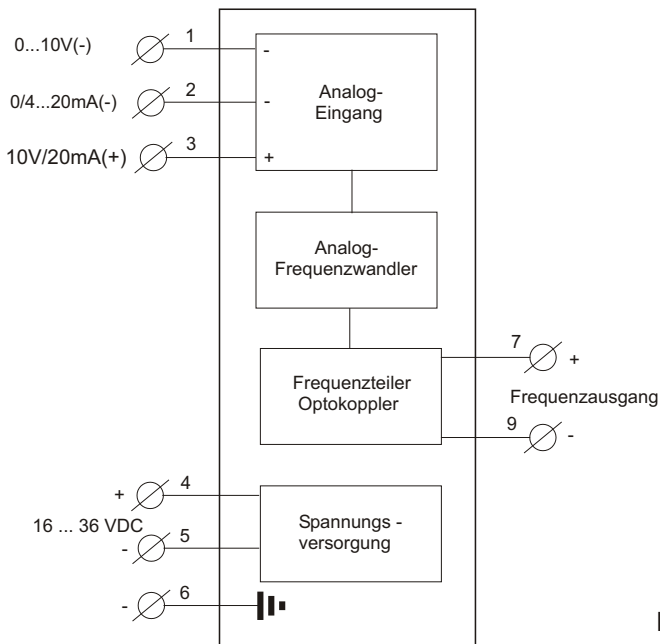 0...10V(-)
1
-
0/4...20mA(-)
2
-
10V/20mA(+)
3
+
Analog-
Eingang
Analog-
Frequenzwandler
Frequenzteiler
Optokoppler
7
+
Frequenzausgang
9
-
+
4
16 ... 36 VDC
-
5
Spannungs -
versorgung
-
6